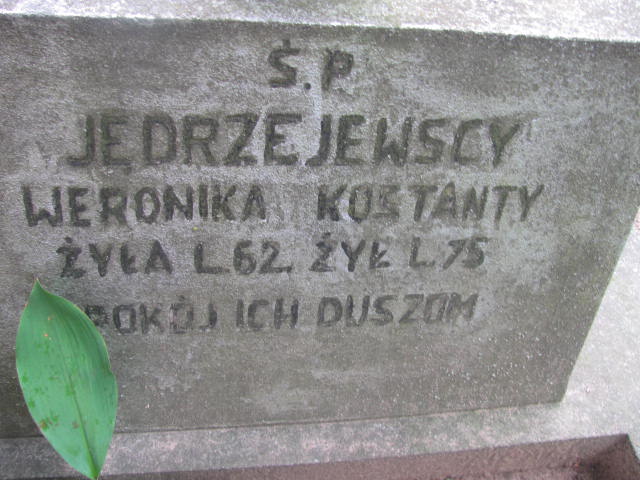 Ś.P.
JĘDRZEJEWSCY
WERONIKA KOSTANTY
ŻYŁA L.62. ŻYŁ L.75
POKÓJ ICH DUSZOM